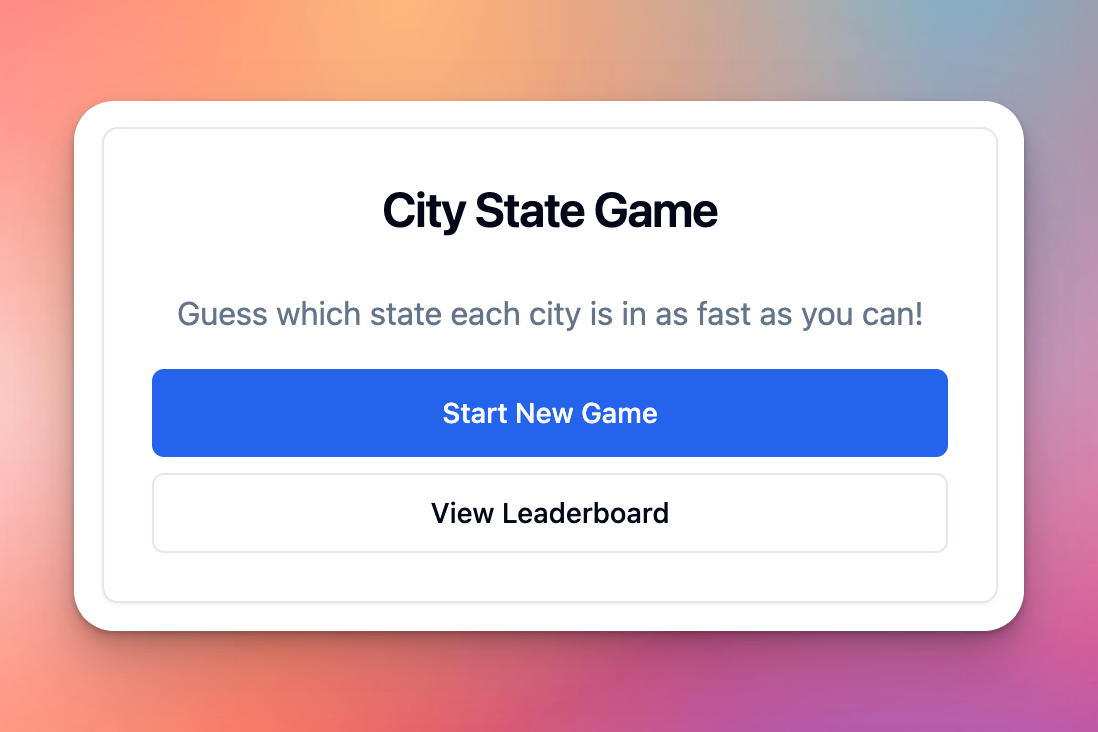 City State Game
Guess which state each city is in as fast as you can!
Start New Game
View Leaderboard